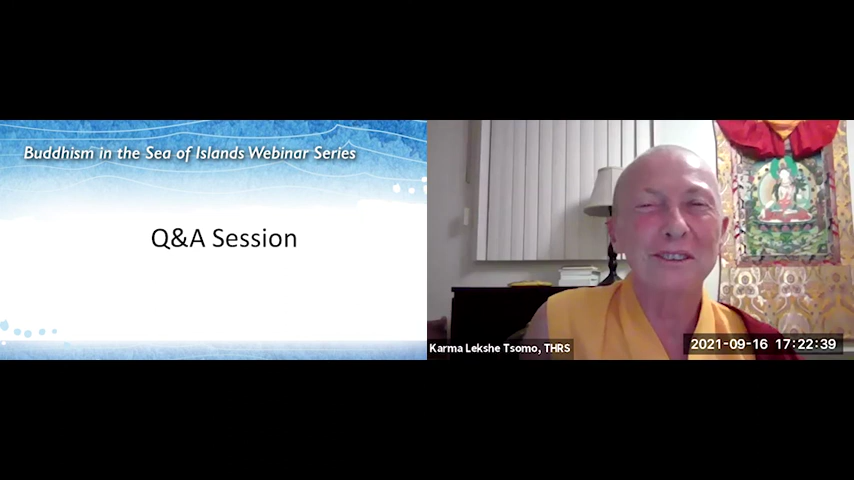 Buddhism in the Sea of Islands Webinar Series
Q&A Session
Karma Lekshe Tsomo, THRS
2021-09-16 17:22:39